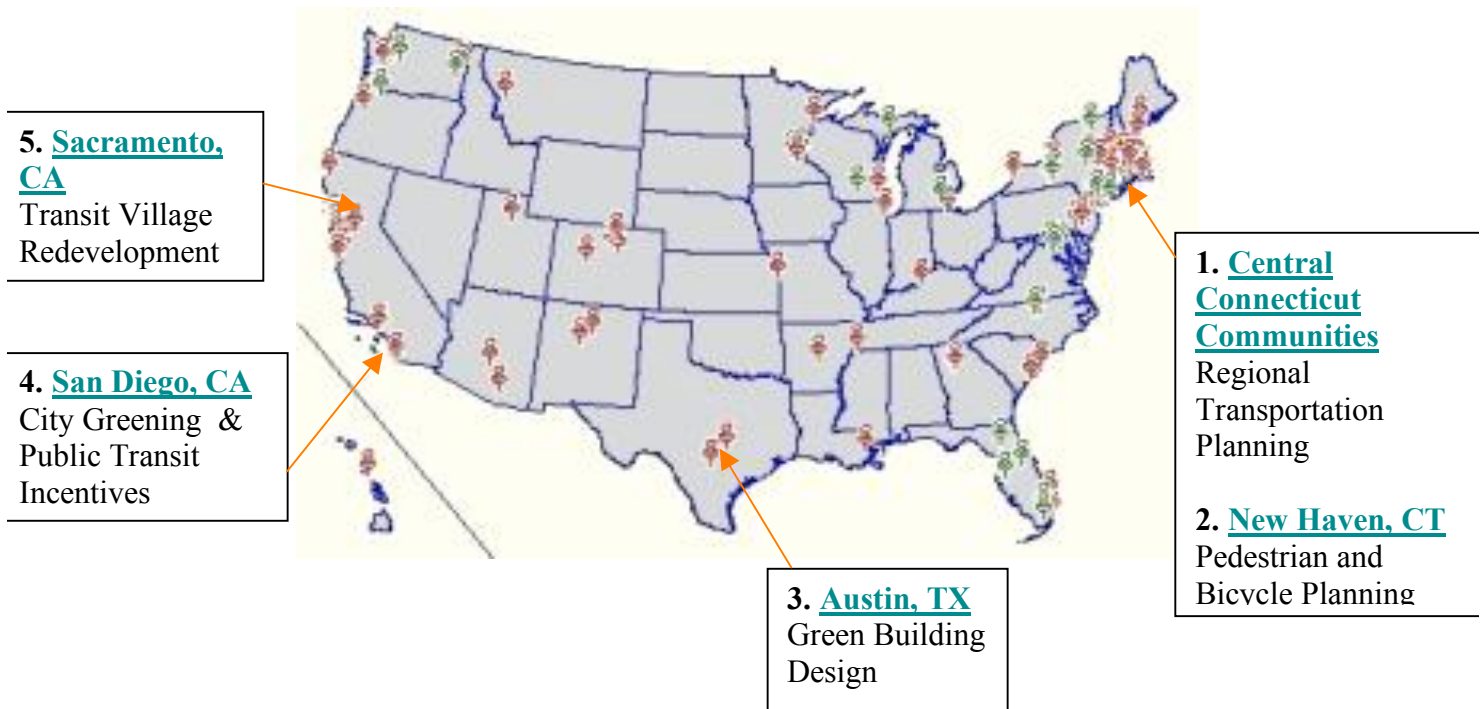 5. Sacramento,
CA
Transit Village
Redevelopment
4. San Diego, CA
City Greening &
Public Transit
Incentives
3. Austin, TX
Green Building
Design
1. Central
Connecticut
Communities
Regional
Transportation
Planning
2. New Haven, CT
Pedestrian and
Bicycle Planning